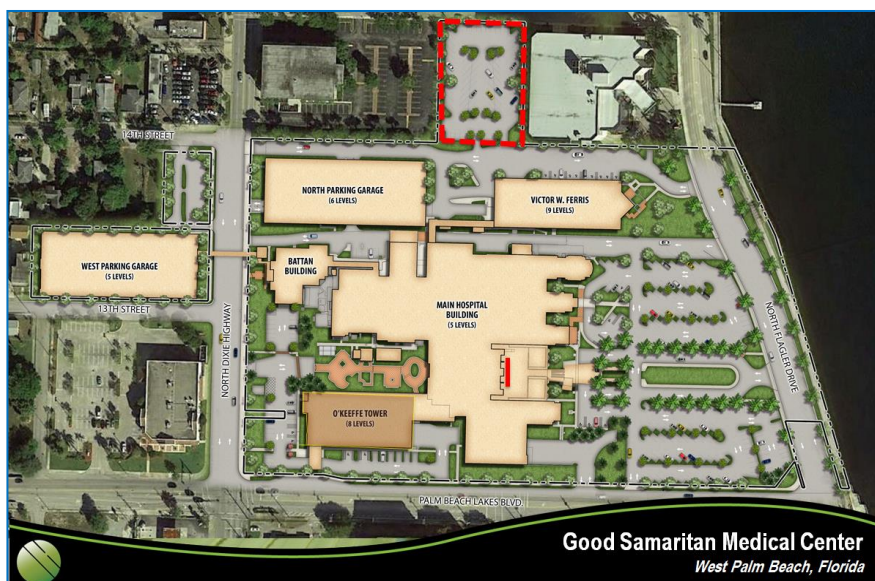 14TH STREET
NORTH PARKING GARAGE
(6 LEVELS)
VICTOR W. FERRIS
(9 LEVELS)
WEST PARKING GARAGE
(5 LEVELS)
BATTAN
BUILDING
MAIN HOSPITAL
BUILDING
(5 LEVELS)
13TH STREET
NORTH DIXIE HIGHWAY
NORTH FLAGLER DRIVE
O'KEEFFE TOWER
(8 LEVELS)
PALM BEACH LAKES BLVD.
Good Samaritan Medical Center
West Palm Beach, Florida